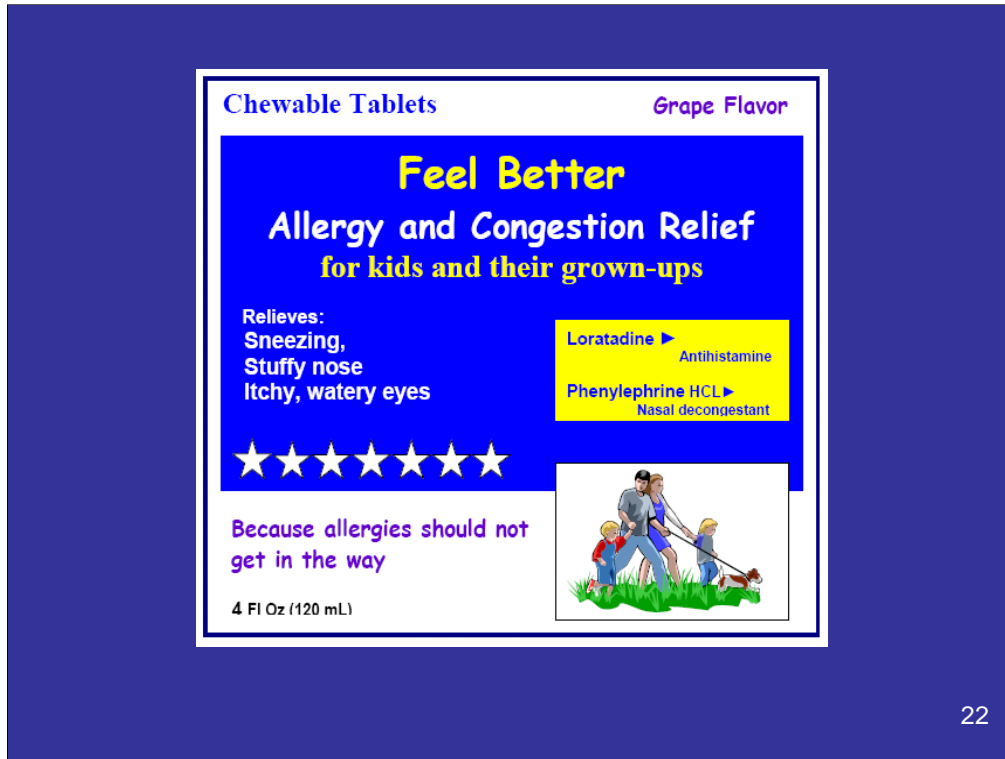 Chewable Tablets
Grape Flavor
Feel Better
Allergy and Congestion Relief
for kids and their grown-ups
Relieves:
Sneezing,
Stuffy nose
Itchy, watery eyes
Loratadine ►
Antihistamine
Phenylephrine HCL►
Nasal decongestant
Because allergies should not
get in the way
4 Fl Oz (120 mL)
22